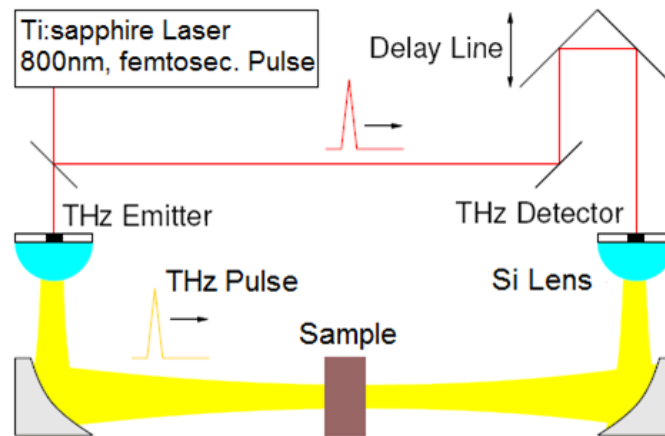 Ti:sapphire Laser
800nm, femtosec. Pulse
Delay Line
THz Emitter
THz Detector
THz Pulse
Si Lens
Sample